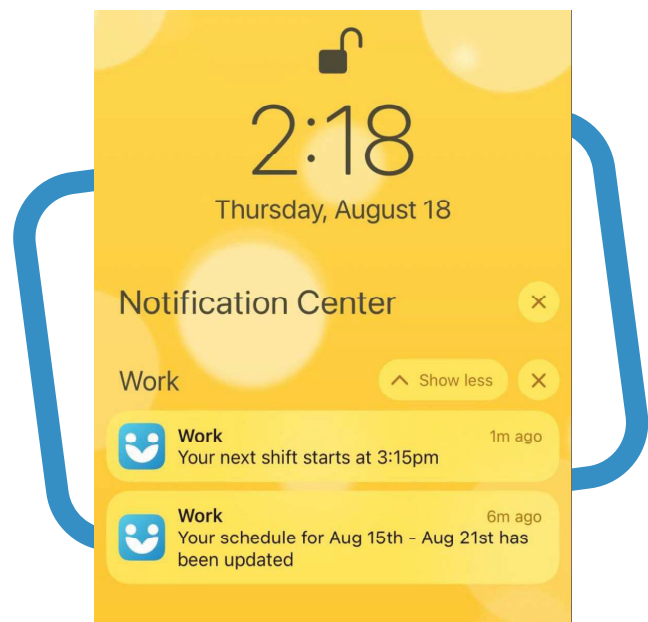 2:18
Thursday, August 18
Notification Center
Work
Show less
Work
1m ago
Your next shift starts at 3:15pm
Work
6m ago
Your schedule for Aug 15th - Aug 21st has
been updated